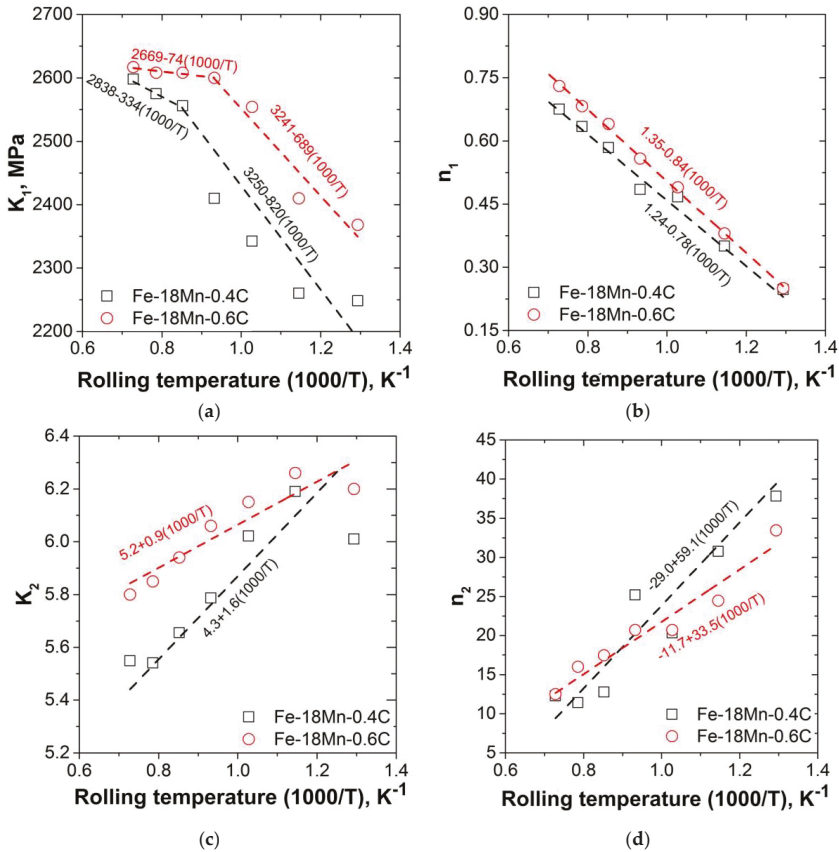 2700
2600
2500
2400
2300
2200
K1, MPa
2669-74(1000/T)
2838-334(1000/T)
3241-689(1000/T)
3250-820(1000/T)
Fe-18Mn-0.4C
Fe-18Mn-0.6C
0.6 0.8 1.0 1.2 1.4
Rolling temperature (1000/T), K-1
(a)
0.90
0.75
0.60
0.45
0.30
0.15
n1
1.35-0.84(1000/T)
1.24-0.78(1000/T)
Fe-18Mn-0.4C
Fe-18Mn-0.6C
0.6 0.8 1.0 1.2 1.4
Rolling temperature (1000/T), K-1
(b)
6.4
6.2
6.0
5.8
5.6
5.4
5.2
K2
5.2+0.9(1000/T)
4.3+1.6(1000/T)
Fe-18Mn-0.4C
Fe-18Mn-0.6C
0.6 0.8 1.0 1.2 1.4
Rolling temperature (1000/T), K-1
(c)
45
40
35
30
25
20
15
10
5
n2
-29.0+59.1(1000/T)
-11.7+33.5(1000/T)
Fe-18Mn-0.4C
Fe-18Mn-0.6C
0.6 0.8 1.0 1.2 1.4
Rolling temperature (1000/T), K-1
(d)